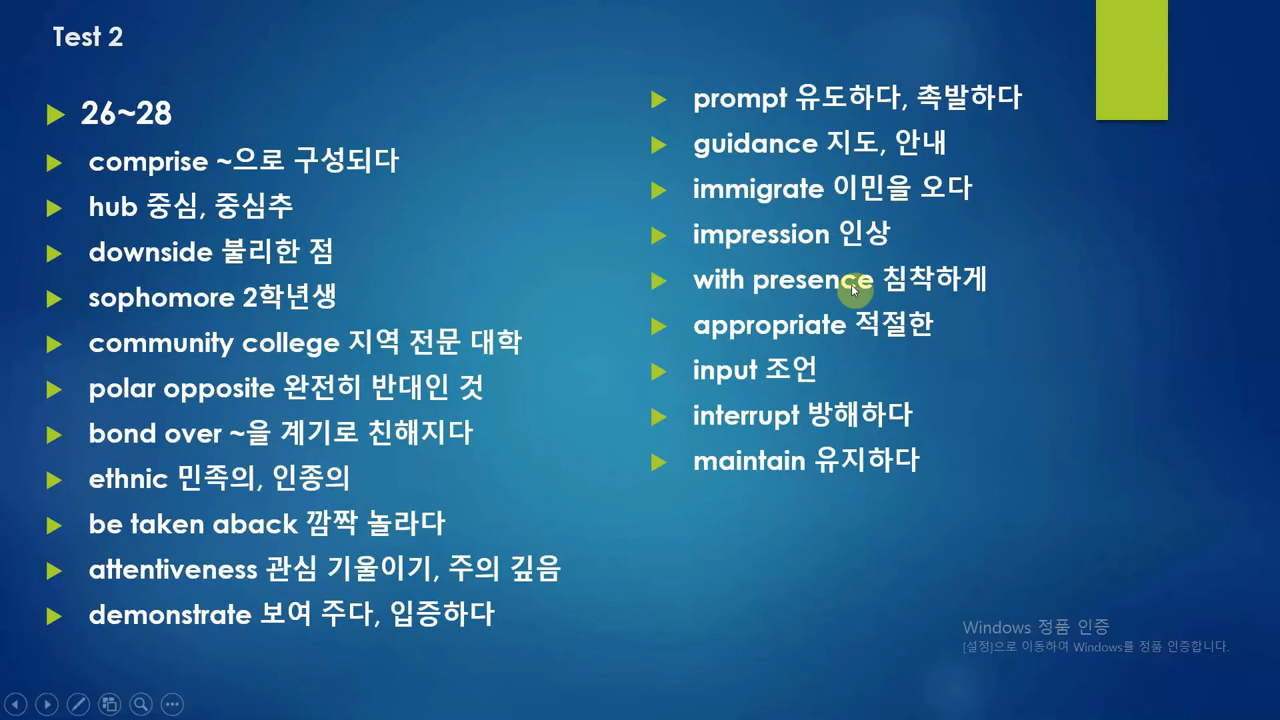 Test 2
26~28
comprise ~으로 구성되다
hub 중심, 중심추
downside 불리한 점
sophomore 2학년생
community college 지역 전문 대학
polar opposite 완전히 반대인 것
bond over ~을 계기로 친해지다
ethnic 민족의, 인종의
be taken aback 깜짝 놀라다
attentiveness 관심 기울이기, 주의 깊음
demonstrate 보여 주다, 입증하다
prompt 유도하다, 촉발하다
guidance 지도, 안내
immigrate 이민을 오다
impression 인상
with presence 침착하게
appropriate 적절한
input 조언
interrupt 방해하다
maintain 유지하다
Windows 정품 인증
[설정]으로 이동하여 Windows를 정품 인증합니다.